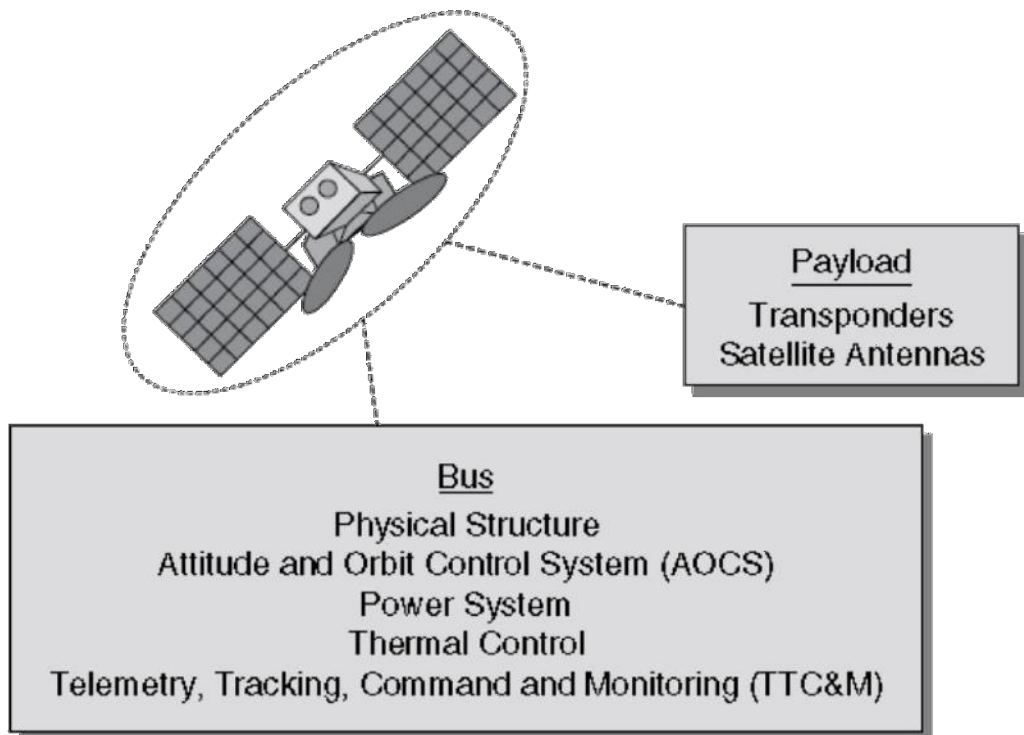 Payload
Transponders
Satellite Antennas
Bus
Physical Structure
Attitude and Orbit Control System (AOCS)
Power System
Thermal Control
Telemetry, Tracking, Command and Monitoring (TTC&M)